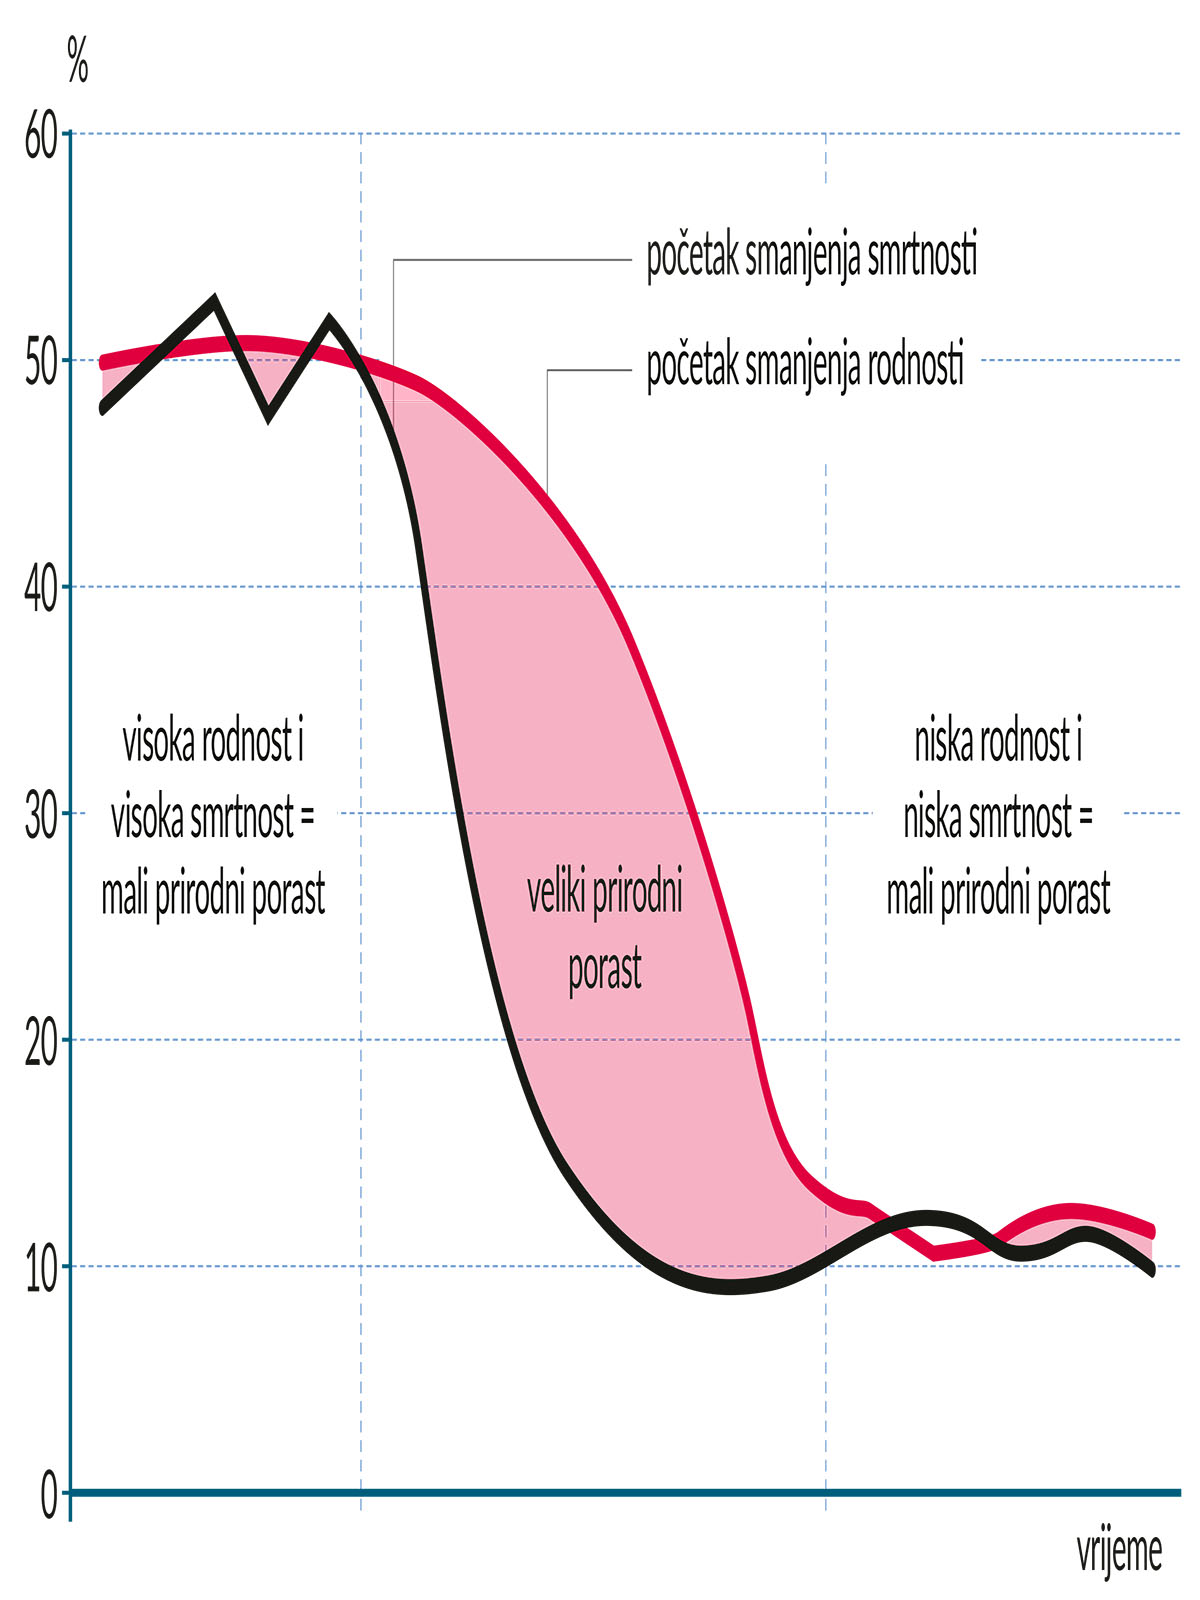 %
60
početak smanjenja smrtnosti
50
početak smanjenja rodnosti
40
visoka rodnost i
visoka smrtnost =
mali prirodni porast
30
veliki prirodni
porast
niska rodnost i
niska smrtnost =
mali prirodni porast
20
10
0
vrijeme